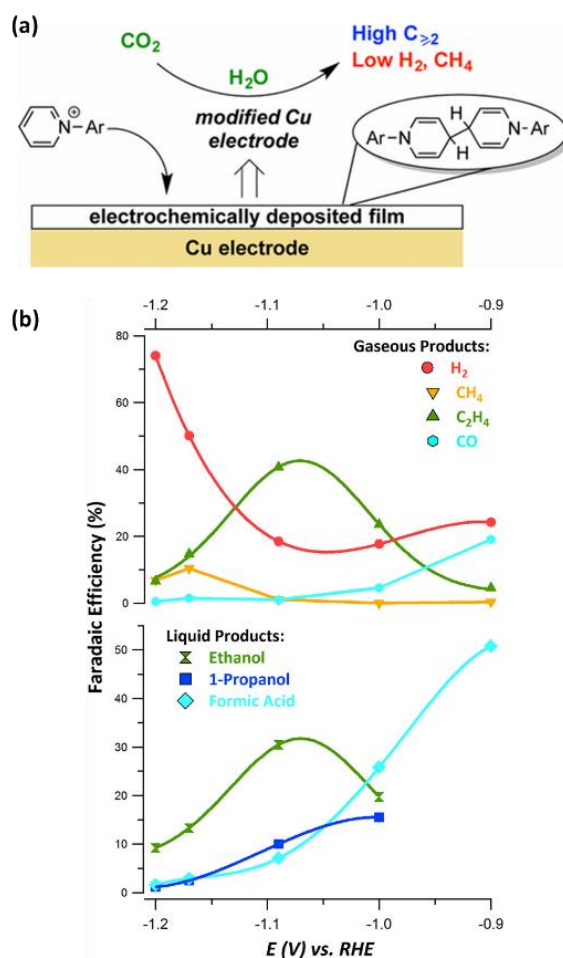 (a)
CO2
High C⩾2
Low H2, CH4
H2O
modified Cu
electrode
⊕
N-Ar
Ar-N
H
H
N-Ar
electrochemically deposited film
Cu electrode
(b)
-1.2 -1.1 -1.0 -0.9
80
60
40
20
0
Gaseous Products:
H2
CH4
C2H4
CO
Faradaic Efficiency (%)
Liquid Products:
Ethanol
1-Propanol
Formic Acid
50
40
30
20
10
0
-1.2 -1.1 -1.0 -0.9
E (V) vs. RHE